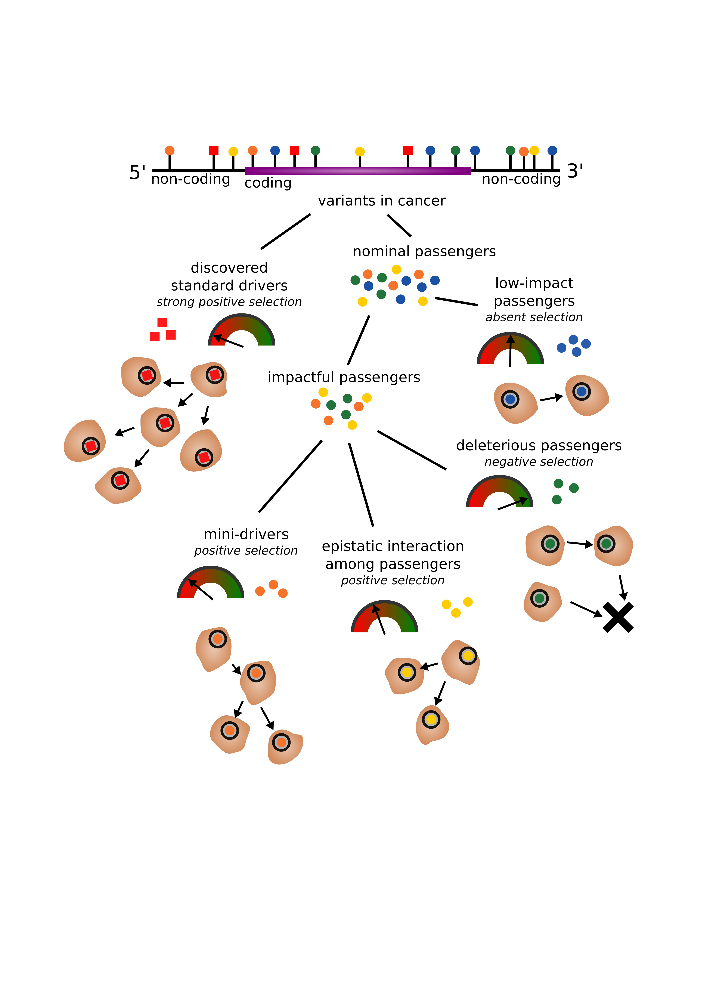 5'
3'
non-coding
coding
non-coding
variants in cancer
nominal passengers
discovered
standard drivers
strong positive selection
low-impact
passengers
absent selection
impactful passengers
deleterious passengers
negative selection
mini-drivers
positive selection
epistatic interaction
among passengers
positive selection